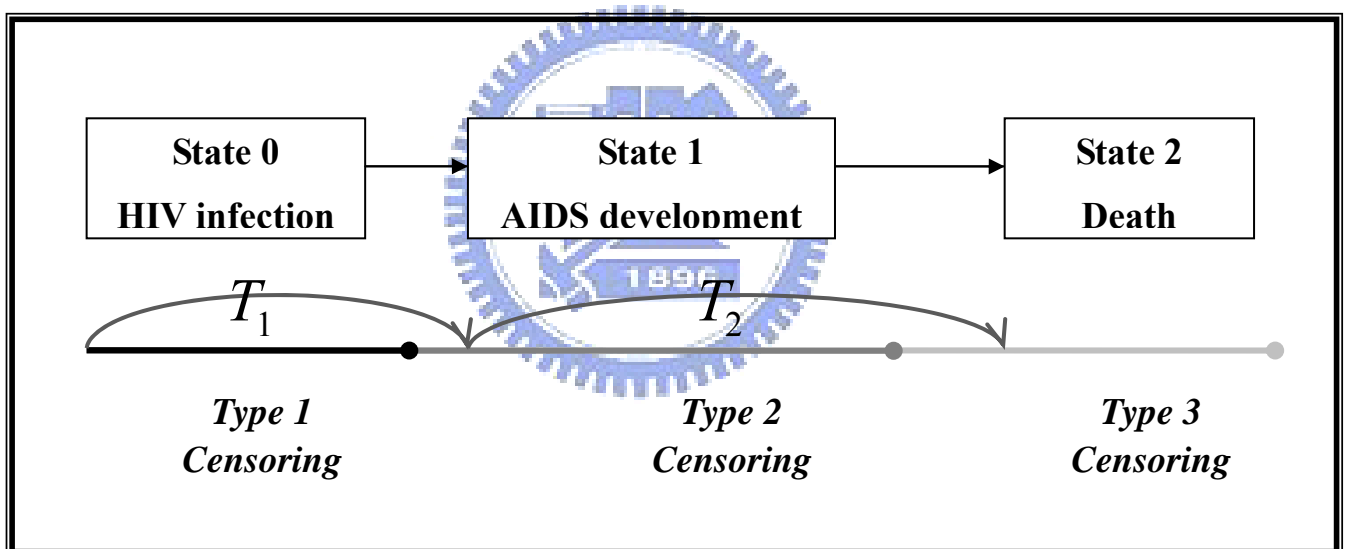 State 0
HIV infection
State 1
AIDS development
State 2
Death
1896
T1
T2
Type 1
Censoring
Type 2
Censoring
Type 3
Censoring